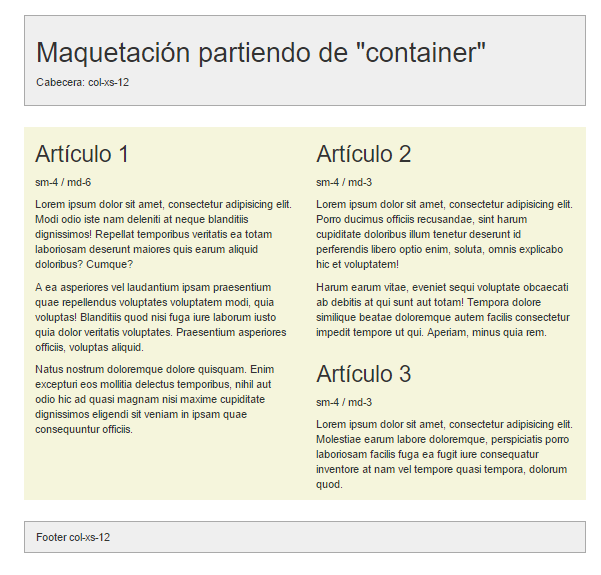 Maquetación partiendo de "container"
Cabecera: col-xs-12
Artículo 1
sm-4 / md-6
Lorem ipsum dolor sit amet, consectetur adipisicing elit.
Modi odio iste nam deleniti at neque blanditiis
dignissimos! Repellat temporibus veritatis ea totam
laboriosam deserunt maiores quis earum aliquid
doloribus? Cumque?
A ea asperiores vel laudantium ipsam praesentium
quae repellendus voluptates voluptatem modi, quia
voluptas! Blanditiis quod nisi fuga iure laborum iusto
quia dolor veritatis voluptates. Praesentium asperiores
officiis, voluptas aliquid.
Natus nostrum doloremque dolore quisquam. Enim
excepturi eos mollitia delectus temporibus, nihil aut
odio hic ad quasi magnam nisi maxime cupiditate
dignissimos eligendi sit veniam in ipsam quae
consequuntur officiis.
Artículo 2
sm-4 / md-3
Lorem ipsum dolor sit amet, consectetur adipisicing elit.
Porro ducimus officiis recusandae, sint harum
cupiditate doloribus illum tenetur deserunt id
perferendis libero optio enim, soluta, omnis explicabo
hic et voluptatem!
Harum earum vitae, eveniet sequi voluptate obcaecati
ab debitis at qui sunt aut totam! Tempora dolore
similique beatae doloremque autem facilis consectetur
impedit tempore ut qui. Aperiam, minus quia rem.
Artículo 3
sm-4 / md-3
Lorem ipsum dolor sit amet, consectetur adipisicing elit.
Molestiae earum labore doloremque, perspiciatis porro
laboriosam facilis fuga ea fugit iure consequatur
inventore at nam vel tempore quasi tempora, dolorum
quod.
Footer col-xs-12